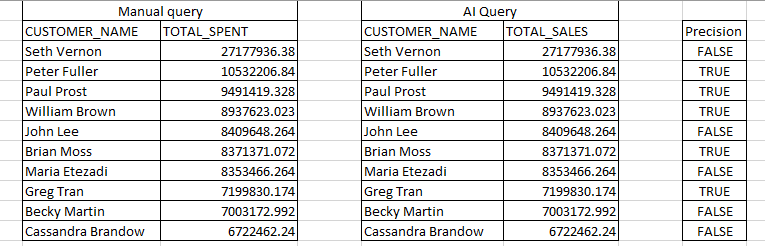 Manual query AI Query
CUSTOMER_NAME TOTAL_SPENT CUSTOMER_NAME TOTAL_SALES Precision
Seth Vernon 27177936.38 Seth Vernon 27177936.38 FALSE
Peter Fuller 10532206.84 Peter Fuller 10532206.84 TRUE
Paul Prost 9491419.328 Paul Prost 9491419.328 TRUE
William Brown 8937623.023 William Brown 8937623.023 TRUE
John Lee 8409648.264 John Lee 8409648.264 FALSE
Brian Moss 8371371.072 Brian Moss 8371371.072 TRUE
Maria Etezadi 8353466.264 Maria Etezadi 8353466.264 FALSE
Greg Tran 7199830.174 Greg Tran 7199830.174 TRUE
Becky Martin 7003172.992 Becky Martin 7003172.992 FALSE
Cassandra Brandow 6722462.24 Cassandra Brandow 6722462.24 FALSE